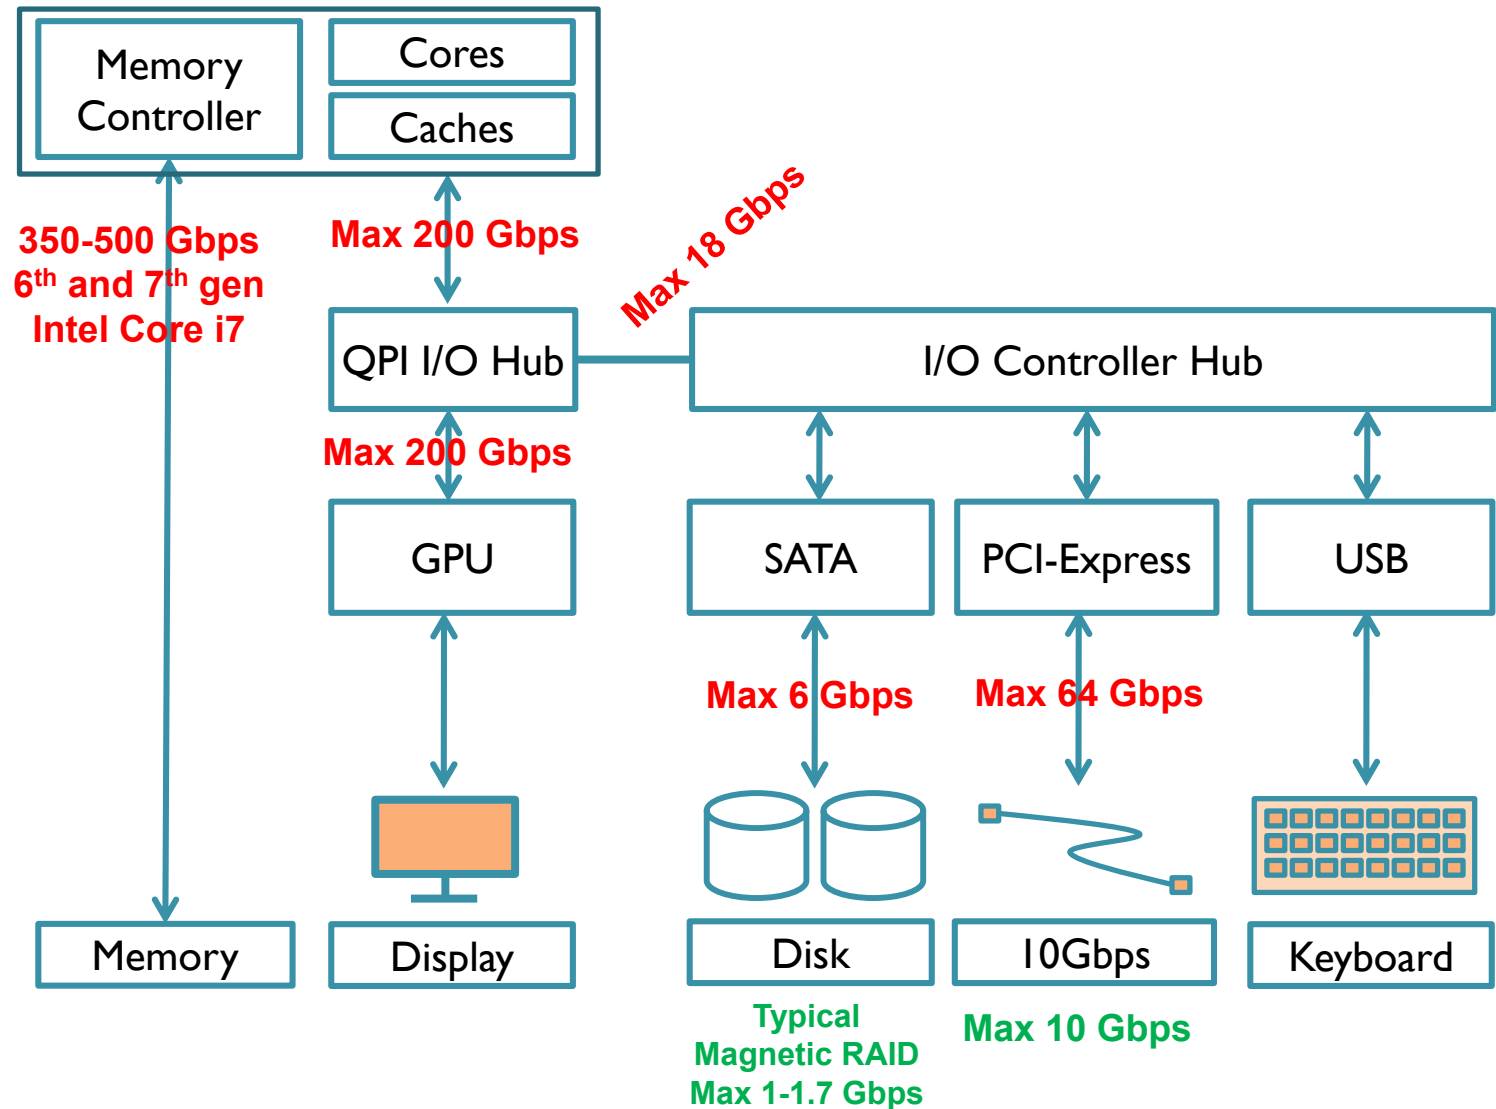 Memory
Controller
Cores
Caches
350-500 Gbps
6th and 7th gen
Intel Core i7
Max 200 Gbps
Max 18 Gbps
QPI I/O Hub
I/O Controller Hub
Max 200 Gbps
GPU
SATA
PCI-Express
USB
Max 6 Gbps
Max 64 Gbps
Memory
Display
Disk
10Gbps
Keyboard
Typical
Magnetic RAID
Max 1-1.7 Gbps
Max 10 Gbps